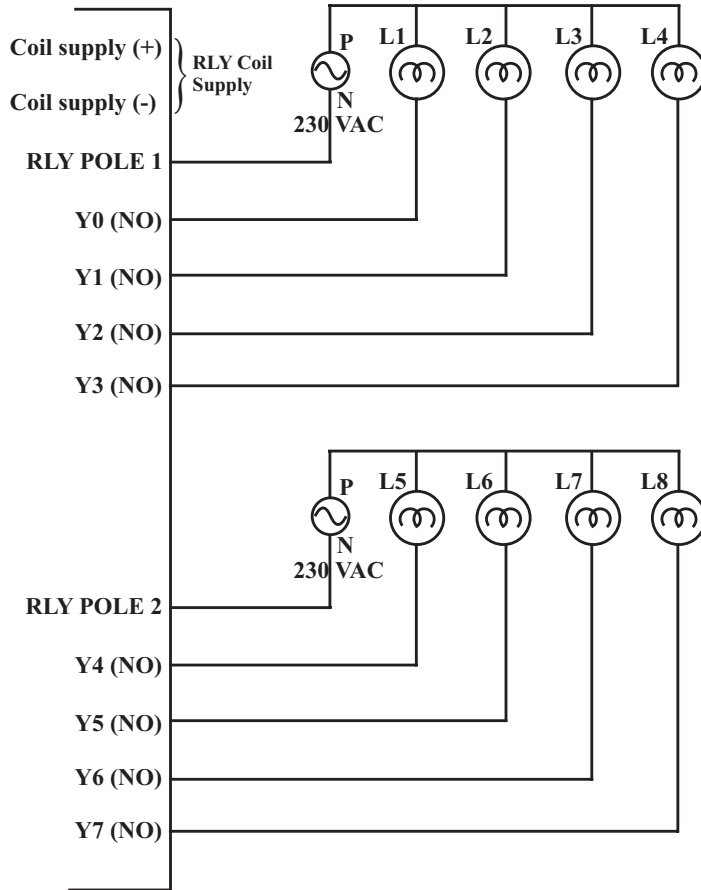 Coil supply (+)
RLY Coil
Supply
Coil supply (-)
P
L1
L2
L3
L4
N
230 VAC
RLY POLE 1
Y0 (NO)
Y1 (NO)
Y2 (NO)
Y3 (NO)
P
L5
L6
L7
L8
N
230 VAC
RLY POLE 2
Y4 (NO)
Y5 (NO)
Y6 (NO)
Y7 (NO)